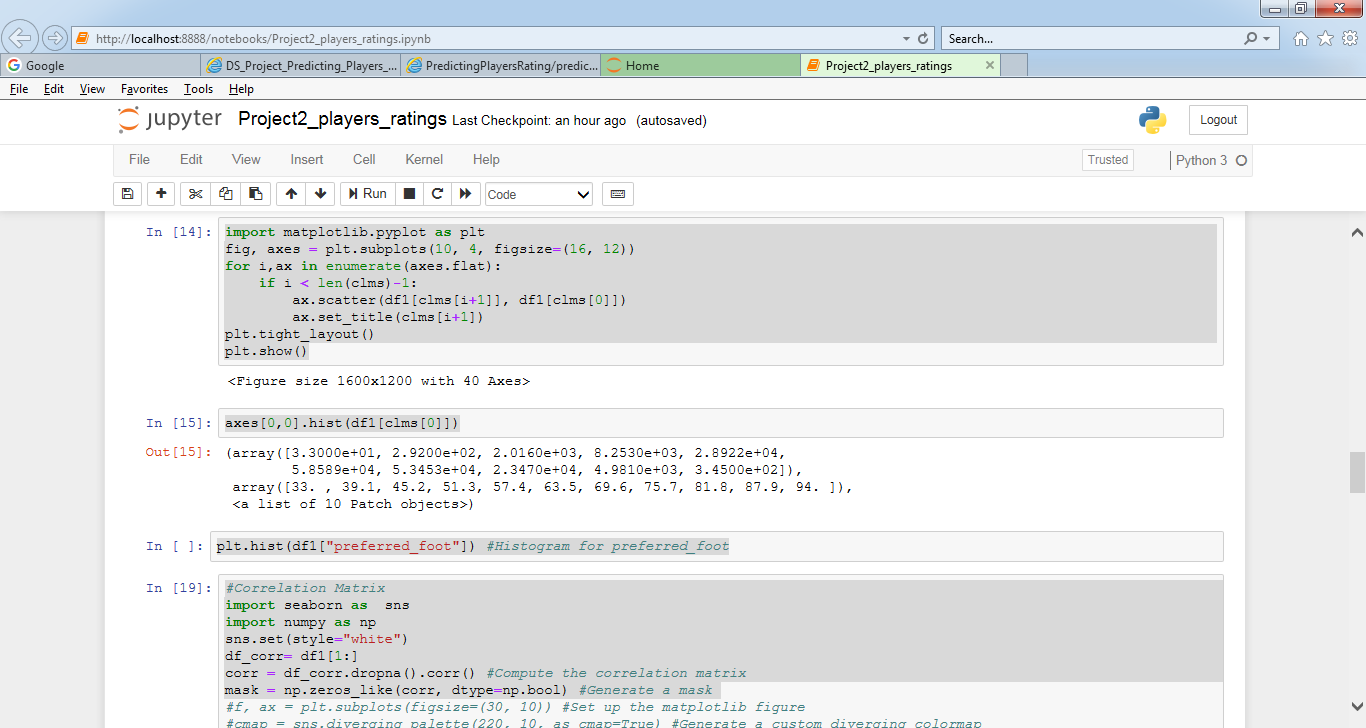 http://localhost:8888/notebooks/Project2_players_ratings.ipynb
Search...
Google
DS_Project_Predicting_Players_...
PredictingPlayersRating/predic...
Home
Project2_players_ratings
File Edit View Favorites Tools Help
jupyter Project2_players_ratings Last Checkpoint: an hour ago (autosaved)
Logout
File Edit View Insert Cell Kernel Help
Trusted
Python 3
Run
Code
In [14]: import matplotlib.pyplot as plt
fig, axes = plt.subplots(10, 4, figsize=(16, 12))
for i,ax in enumerate(axes.flat):
    if i < len(clms)-1:
        ax.scatter(df1[clms[i+1]], df1[clms[0]])
        ax.set_title(clms[i+1])
plt.tight_layout()
plt.show()
<Figure size 1600x1200 with 40 Axes>
In [15]: axes[0,0].hist(df1[clms[0]])
Out[15]: (array([3.3000e+01, 2.9200e+02, 2.0160e+03, 8.2530e+03, 2.8922e+04,
        5.8589e+04, 5.3453e+04, 2.3470e+04, 4.9810e+03, 3.4500e+02]),
 array([33. , 39.1, 45.2, 51.3, 57.4, 63.5, 69.6, 75.7, 81.8, 87.9, 94. ]),
 <a list of 10 Patch objects>)
In [ ]: plt.hist(df1["preferred_foot"]) #Histogram for preferred_foot
In [19]: #Correlation Matrix
import seaborn as  sns
import numpy as np
sns.set(style="white")
df_corr= df1[1:]
corr = df_corr.dropna().corr() #Compute the correlation matrix
mask = np.zeros_like(corr, dtype=np.bool) #Generate a mask
#f, ax = plt.subplots(figsize=(30, 10)) #Set up the matplotlib figure
#cmap = sns.diverging_palette(220, 10, as_cmap=True) #Generate a custom diverging colormap